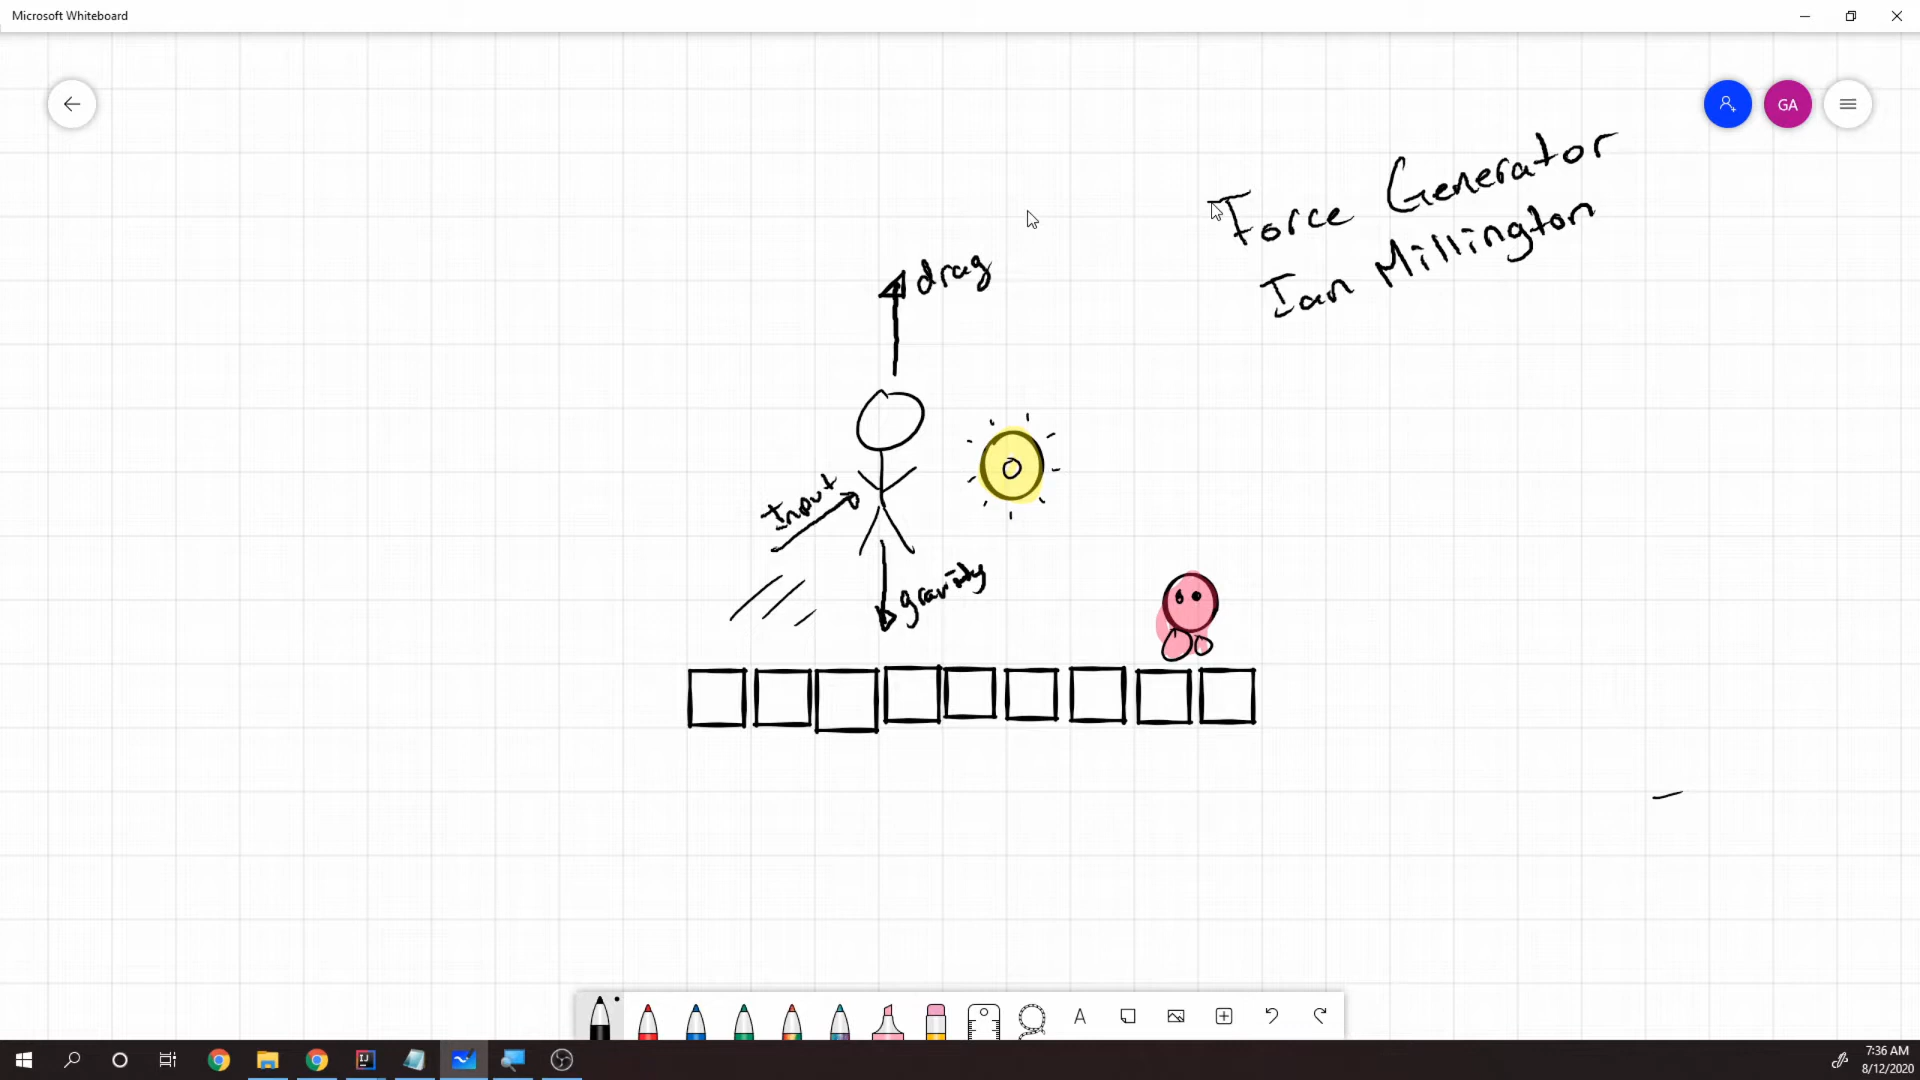 Microsoft Whiteboard
GA
Force Generator
Ian Millington
drag
Input
gravity
A
7:36 AM
8/12/2020